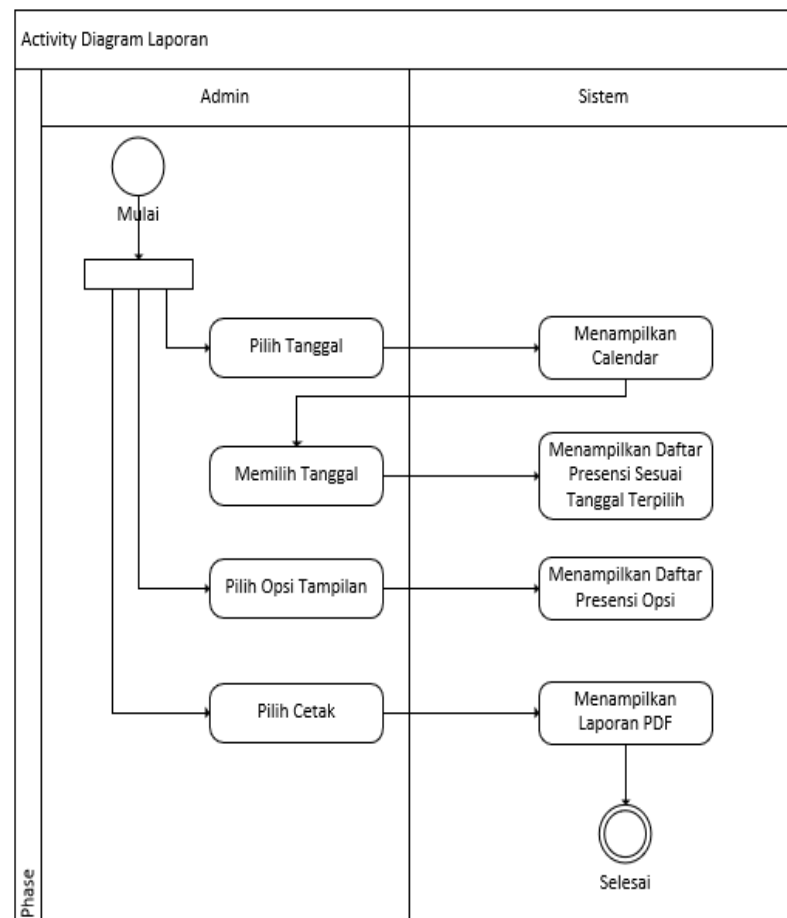 Activity Diagram Laporan
Admin
Sistem
Mulai
Pilih Tanggal
Menampilkan
Calendar
Memilih Tanggal
Menampilkan Daftar
Presensi Sesuai
Tanggal Terpilih
Pilih Opsi Tampilan
Menampilkan Daftar
Presensi Opsi
Pilih Cetak
Menampilkan
Laporan PDF
Selesai
Phase